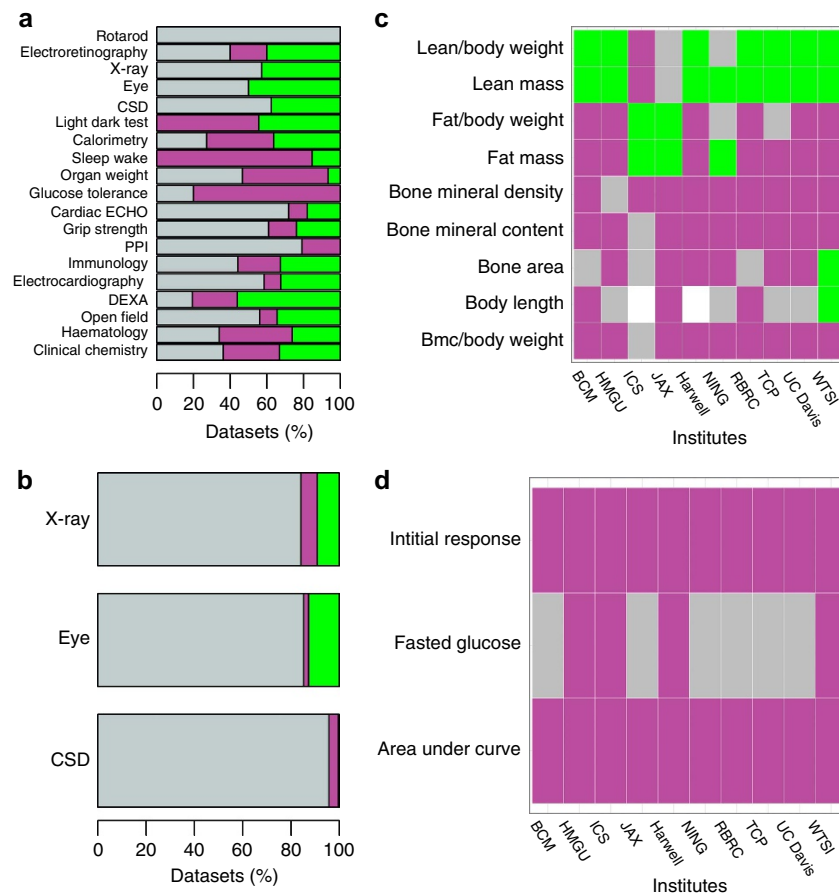 a
Rotarod
Electroretinography
X-ray
Eye
CSD
Light dark test
Calorimetry
Sleep wake
Organ weight
Glucose tolerance
Cardiac ECHO
Grip strength
PPI
Immunology
Electrocardiography
DEXA
Open field
Haematology
Clinical chemistry
0 20 40 60 80 100
Datasets (%)
b
X-ray
Eye
CSD
0 20 40 60 80 100
Datasets (%)
c
Lean/body weight
Lean mass
Fat/body weight
Fat mass
Bone mineral density
Bone mineral content
Bone area
Body length
Bmc/body weight
BCM HMGU ICS JAX Harwell NING RBRC TCP UC Davis WTSI
Institutes
d
Intitial response
Fasted glucose
Area under curve
BCM HMGU ICS JAX Harwell NING RBRC TCP UC Davis WTSI
Institutes